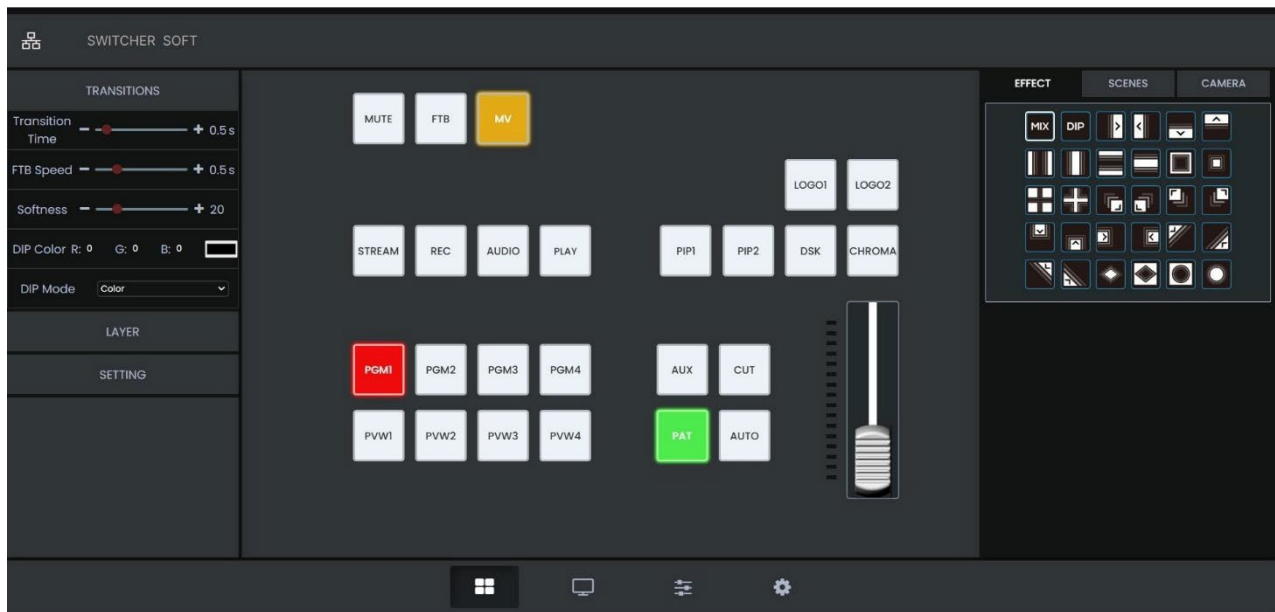 SWITCHER SOFT
TRANSITIONS
Transition Time 0.5 s
FTB Speed 0.5 s
Softness 20
DIP Color R: 0 G: 0 B: 0
DIP Mode Color
LAYER
SETTING
MUTE FTB MV
LOGO1 LOGO2
STREAM REC AUDIO PLAY PIP1 PIP2 DSK CHROMA
PGM1 PGM2 PGM3 PGM4 AUX CUT
PVW1 PVW2 PVW3 PVW4 PAT AUTO
EFFECT SCENES CAMERA
MIX DIP